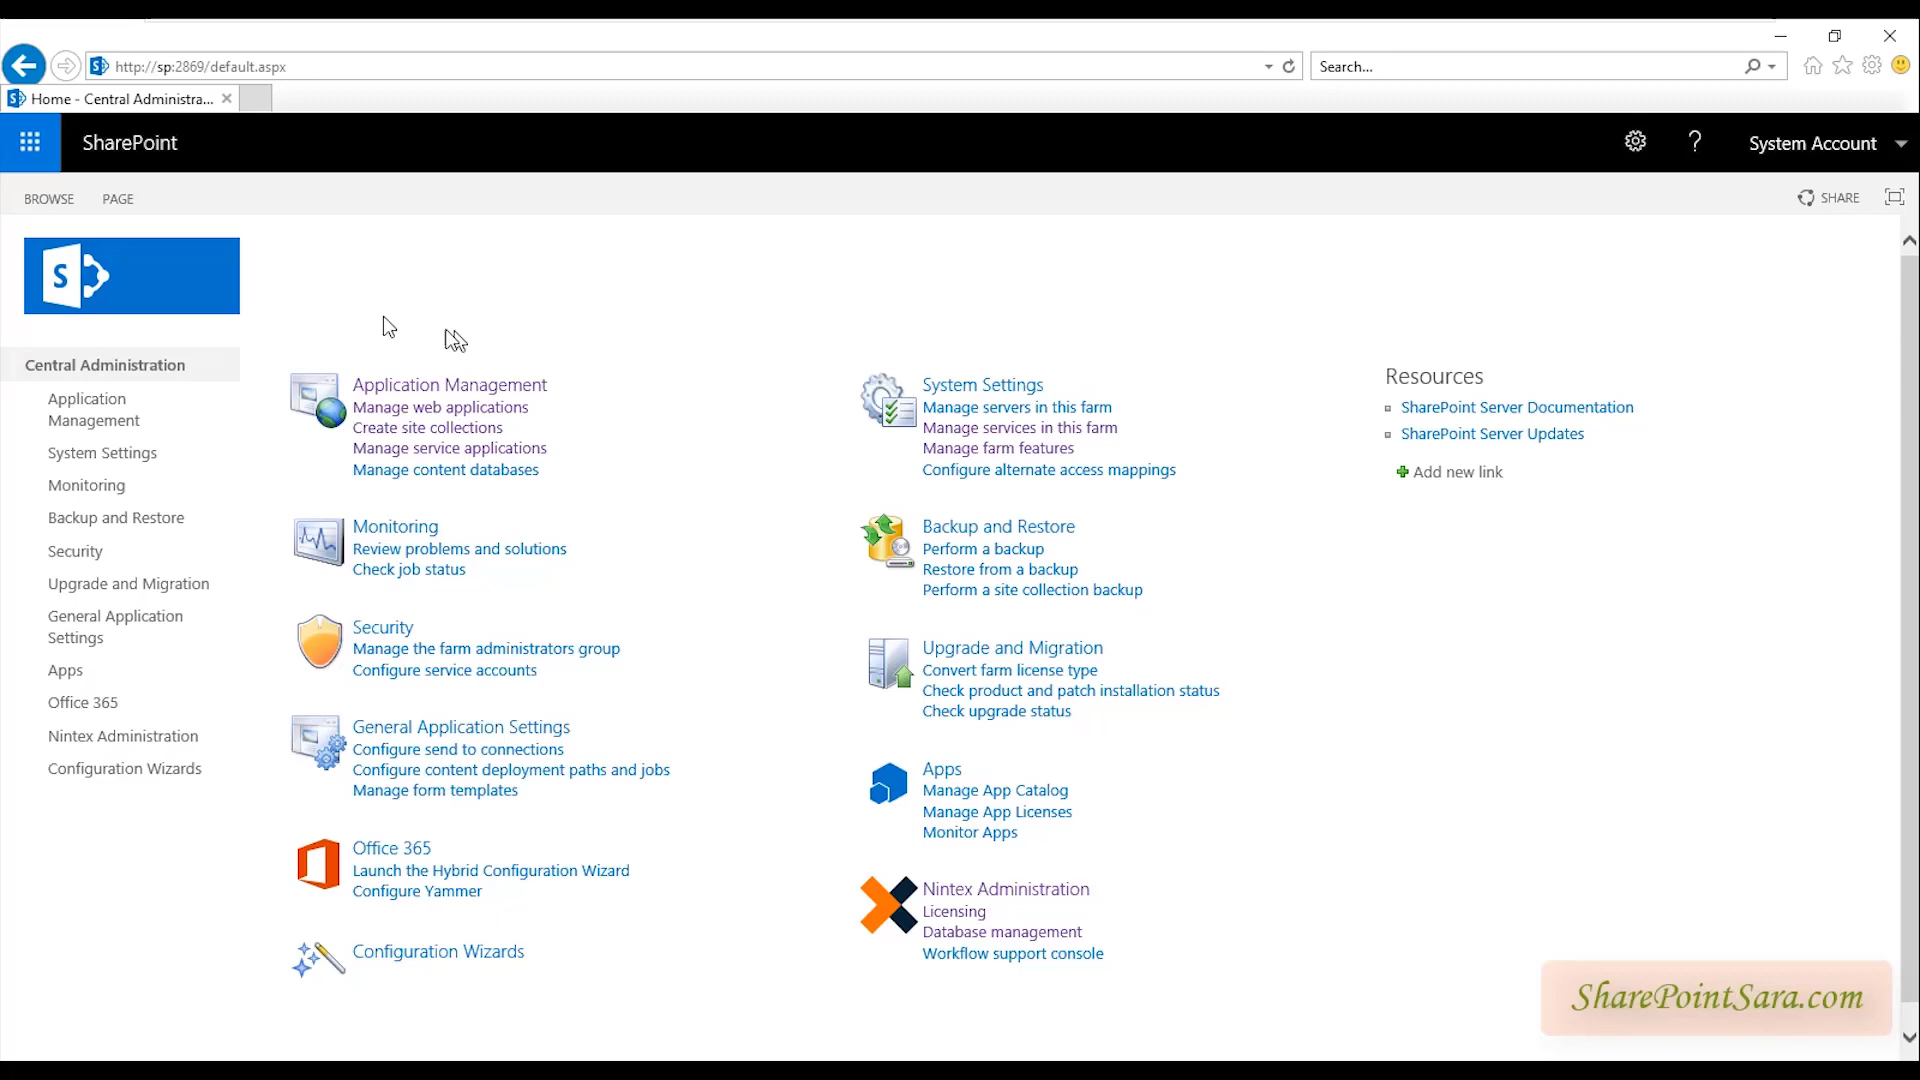 http://sp:2869/default.aspx
Search...
Home - Central Administra...
SharePoint
?
System Account
BROWSE
PAGE
SHARE
S
Central Administration
Application
Management
System Settings
Monitoring
Backup and Restore
Security
Upgrade and Migration
General Application
Settings
Apps
Office 365
Nintex Administration
Configuration Wizards
Application Management
Manage web applications
Create site collections
Manage service applications
Manage content databases
Monitoring
Review problems and solutions
Check job status
Security
Manage the farm administrators group
Configure service accounts
General Application Settings
Configure send to connections
Configure content deployment paths and jobs
Manage form templates
Office 365
Launch the Hybrid Configuration Wizard
Configure Yammer
Configuration Wizards
System Settings
Manage servers in this farm
Manage services in this farm
Manage farm features
Configure alternate access mappings
Backup and Restore
Perform a backup
Restore from a backup
Perform a site collection backup
Upgrade and Migration
Convert farm license type
Check product and patch installation status
Check upgrade status
Apps
Manage App Catalog
Manage App Licenses
Monitor Apps
Nintex Administration
Licensing
Database management
Workflow support console
Resources
SharePoint Server Documentation
SharePoint Server Updates
Add new link
SharePointSara.com